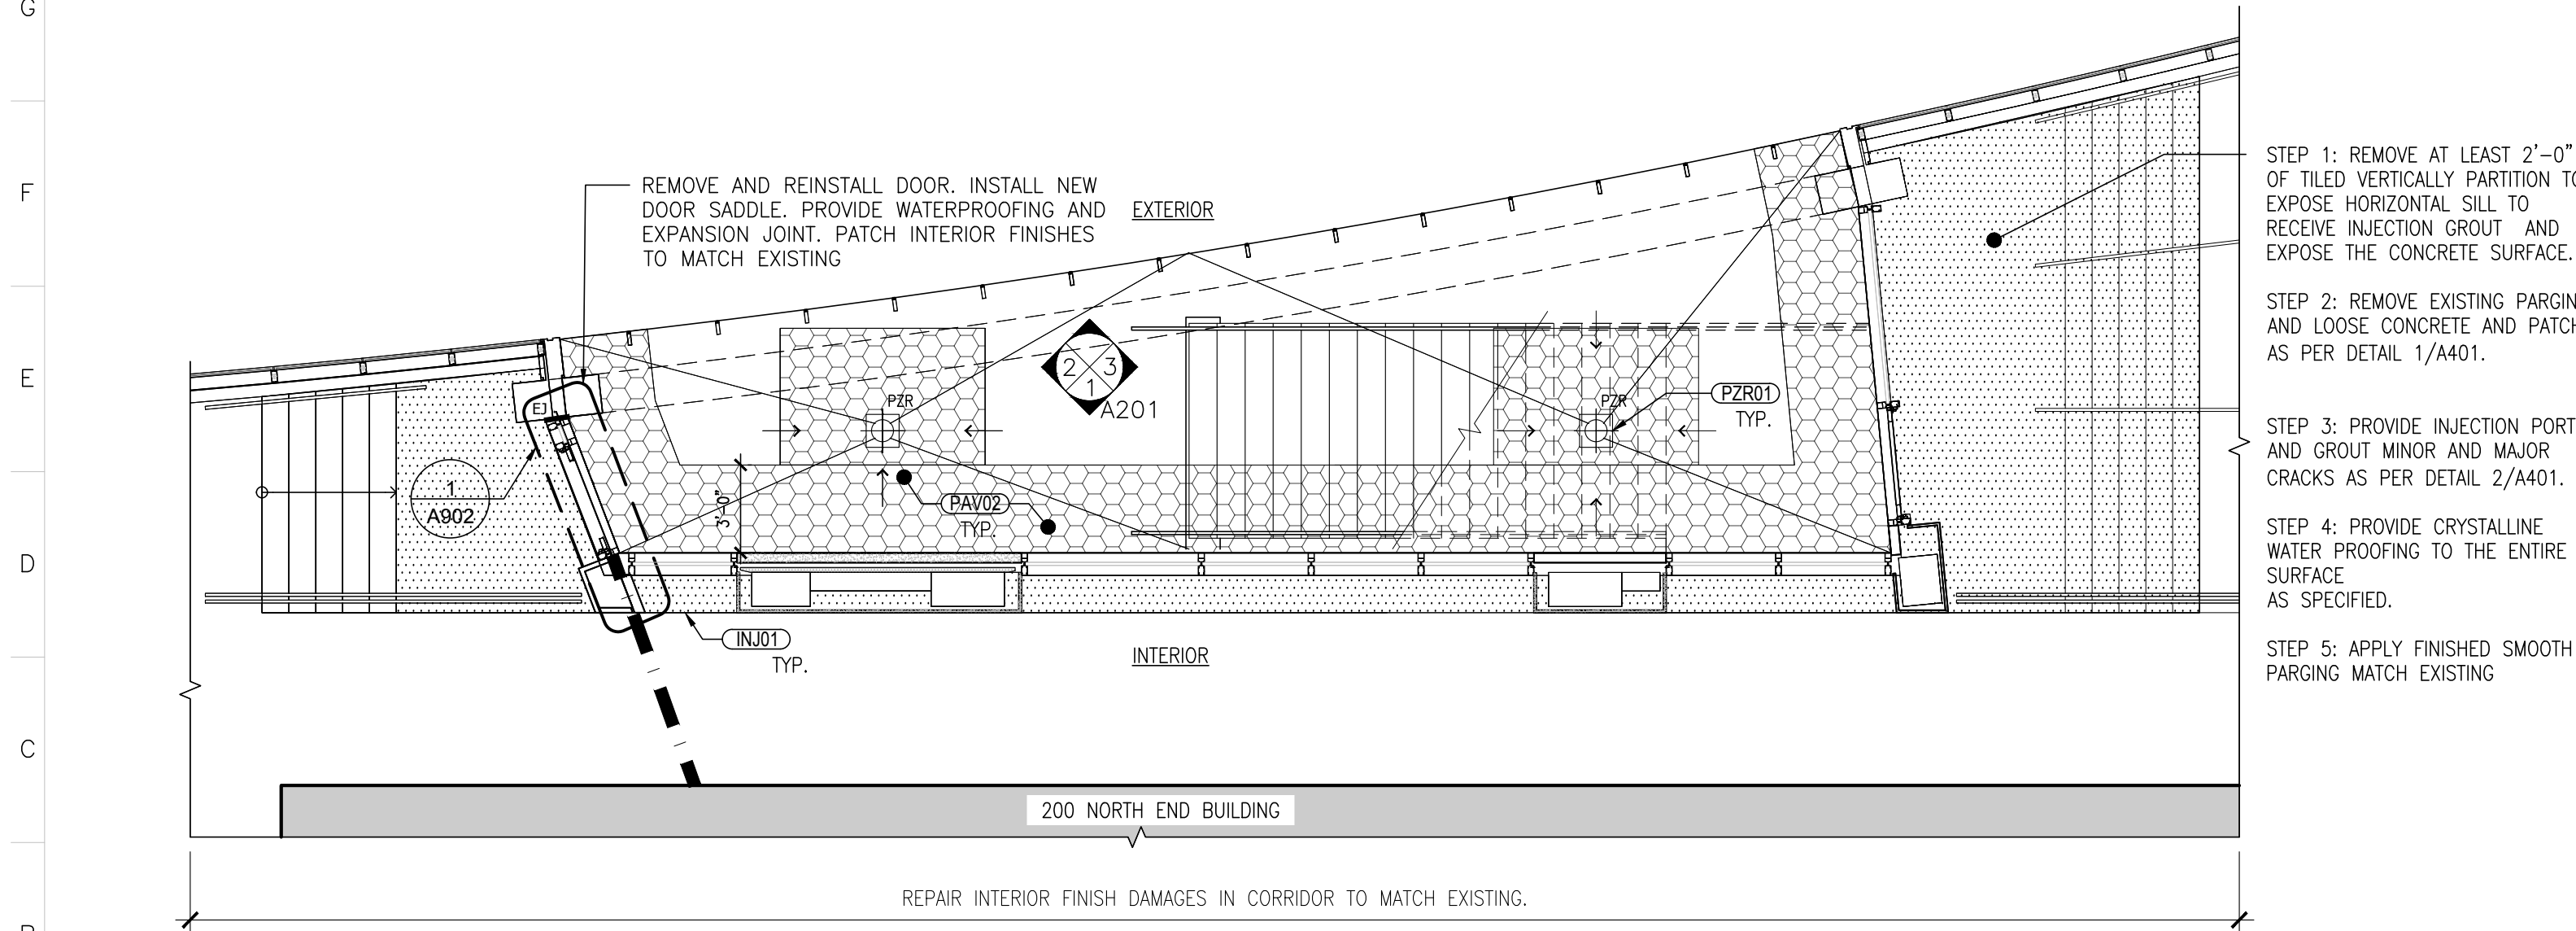 G
F
E
D
C
REMOVE AND REINSTALL DOOR. INSTALL NEW
DOOR SADDLE. PROVIDE WATERPROOFING AND
EXPANSION JOINT. PATCH INTERIOR FINISHES
TO MATCH EXISTING
EXTERIOR
STEP 1: REMOVE AT LEAST 2'-0"
OF TILED VERTICALLY PARTITION TO
EXPOSE HORIZONTAL SILL TO
RECEIVE INJECTION GROUT AND
EXPOSE THE CONCRETE SURFACE.
STEP 2: REMOVE EXISTING PARGIN
AND LOOSE CONCRETE AND PATCH
AS PER DETAIL 1/A401.
STEP 3: PROVIDE INJECTION PORT
AND GROUT MINOR AND MAJOR
CRACKS AS PER DETAIL 2/A401.
STEP 4: PROVIDE CRYSTALLINE
WATER PROOFING TO THE ENTIRE
SURFACE
AS SPECIFIED.
STEP 5: APPLY FINISHED SMOOTH
PARGING MATCH EXISTING
2 3
1
A201
EJ
PZR
PZR
PZR01
TYP.
1
A902
3'-0"
PAV02
TYP.
INJ01
TYP.
INTERIOR
200 NORTH END BUILDING
REPAIR INTERIOR FINISH DAMAGES IN CORRIDOR TO MATCH EXISTING.